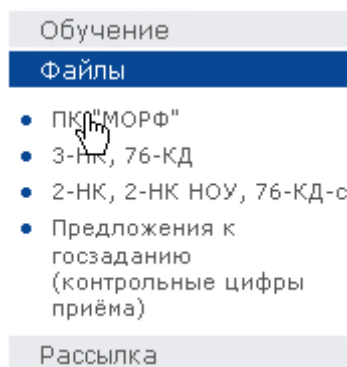 Обучение
Файлы
ПК "МОРФ"
3-НК, 76-КД
2-НК, 2-НК НОУ, 76-КД-с
Предложения к
госзаданию
(контрольные цифры
приёма)
Рассылка